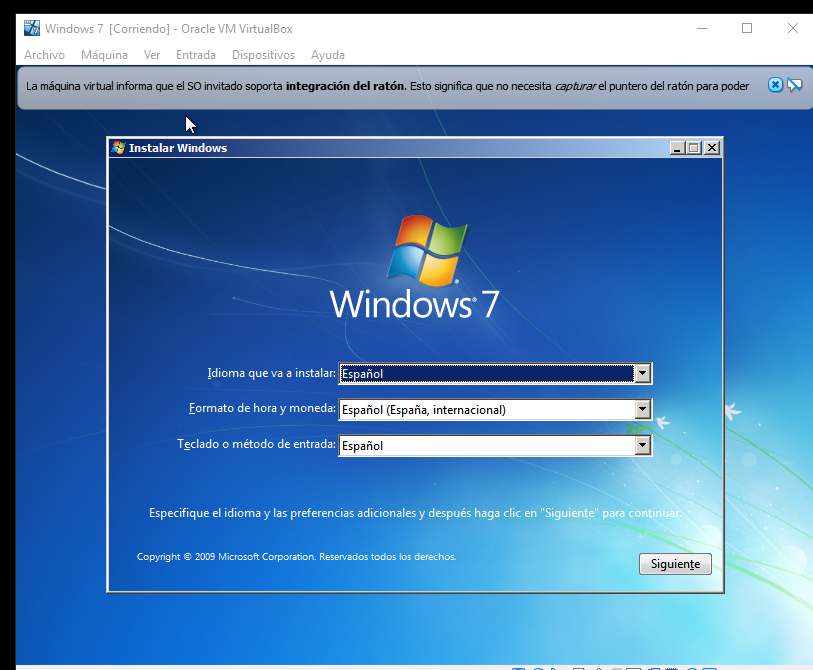 Windows 7 [Corriendo] - Oracle VM VirtualBox
Archivo Máquina Ver Entrada Dispositivos Ayuda
La máquina virtual informa que el SO invitado soporta integración del ratón. Esto significa que no necesita capturar el puntero del ratón para poder
Instalar Windows
Windows® 7
Idioma que va a instalar: Español
Formato de hora y moneda: Español (España, internacional)
Teclado o método de entrada: Español
Especifique el idioma y las preferencias adicionales y después haga clic en "Siguiente" para continuar.
Copyright © 2009 Microsoft Corporation. Reservados todos los derechos.
Siguiente